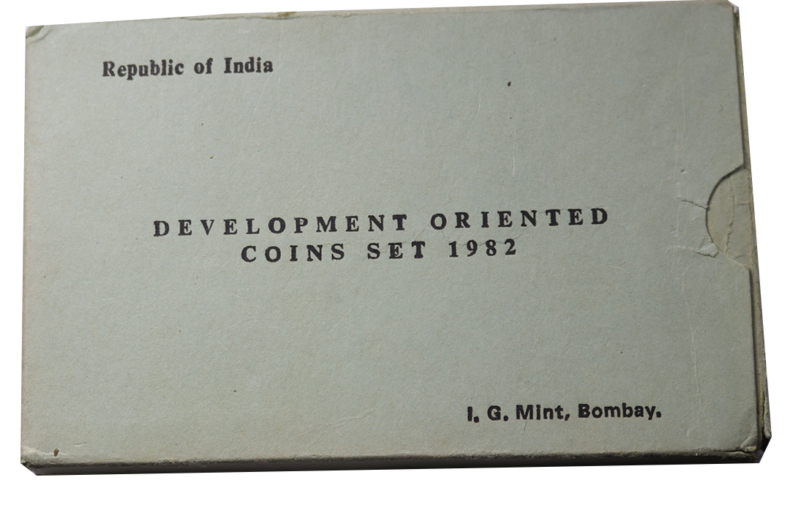 Republic of India
DEVELOPMENT ORIENTED
COINS SET 1982
I. G. Mint, Bombay.